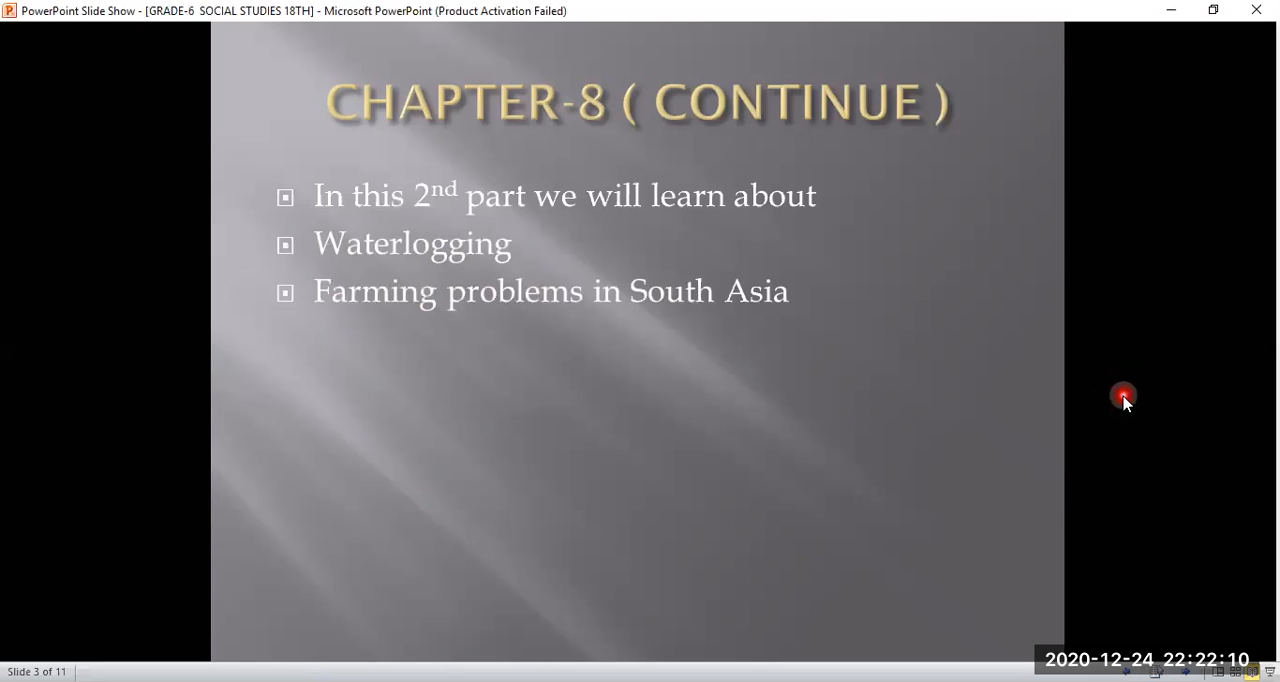 PowerPoint Slide Show - [GRADE-6 SOCIAL STUDIES 18TH] - Microsoft PowerPoint (Product Activation Failed)
CHAPTER-8 ( CONTINUE )
In this 2nd part we will learn about
Waterlogging
Farming problems in South Asia
2020-12-24 22:22:10
Slide 3 of 11